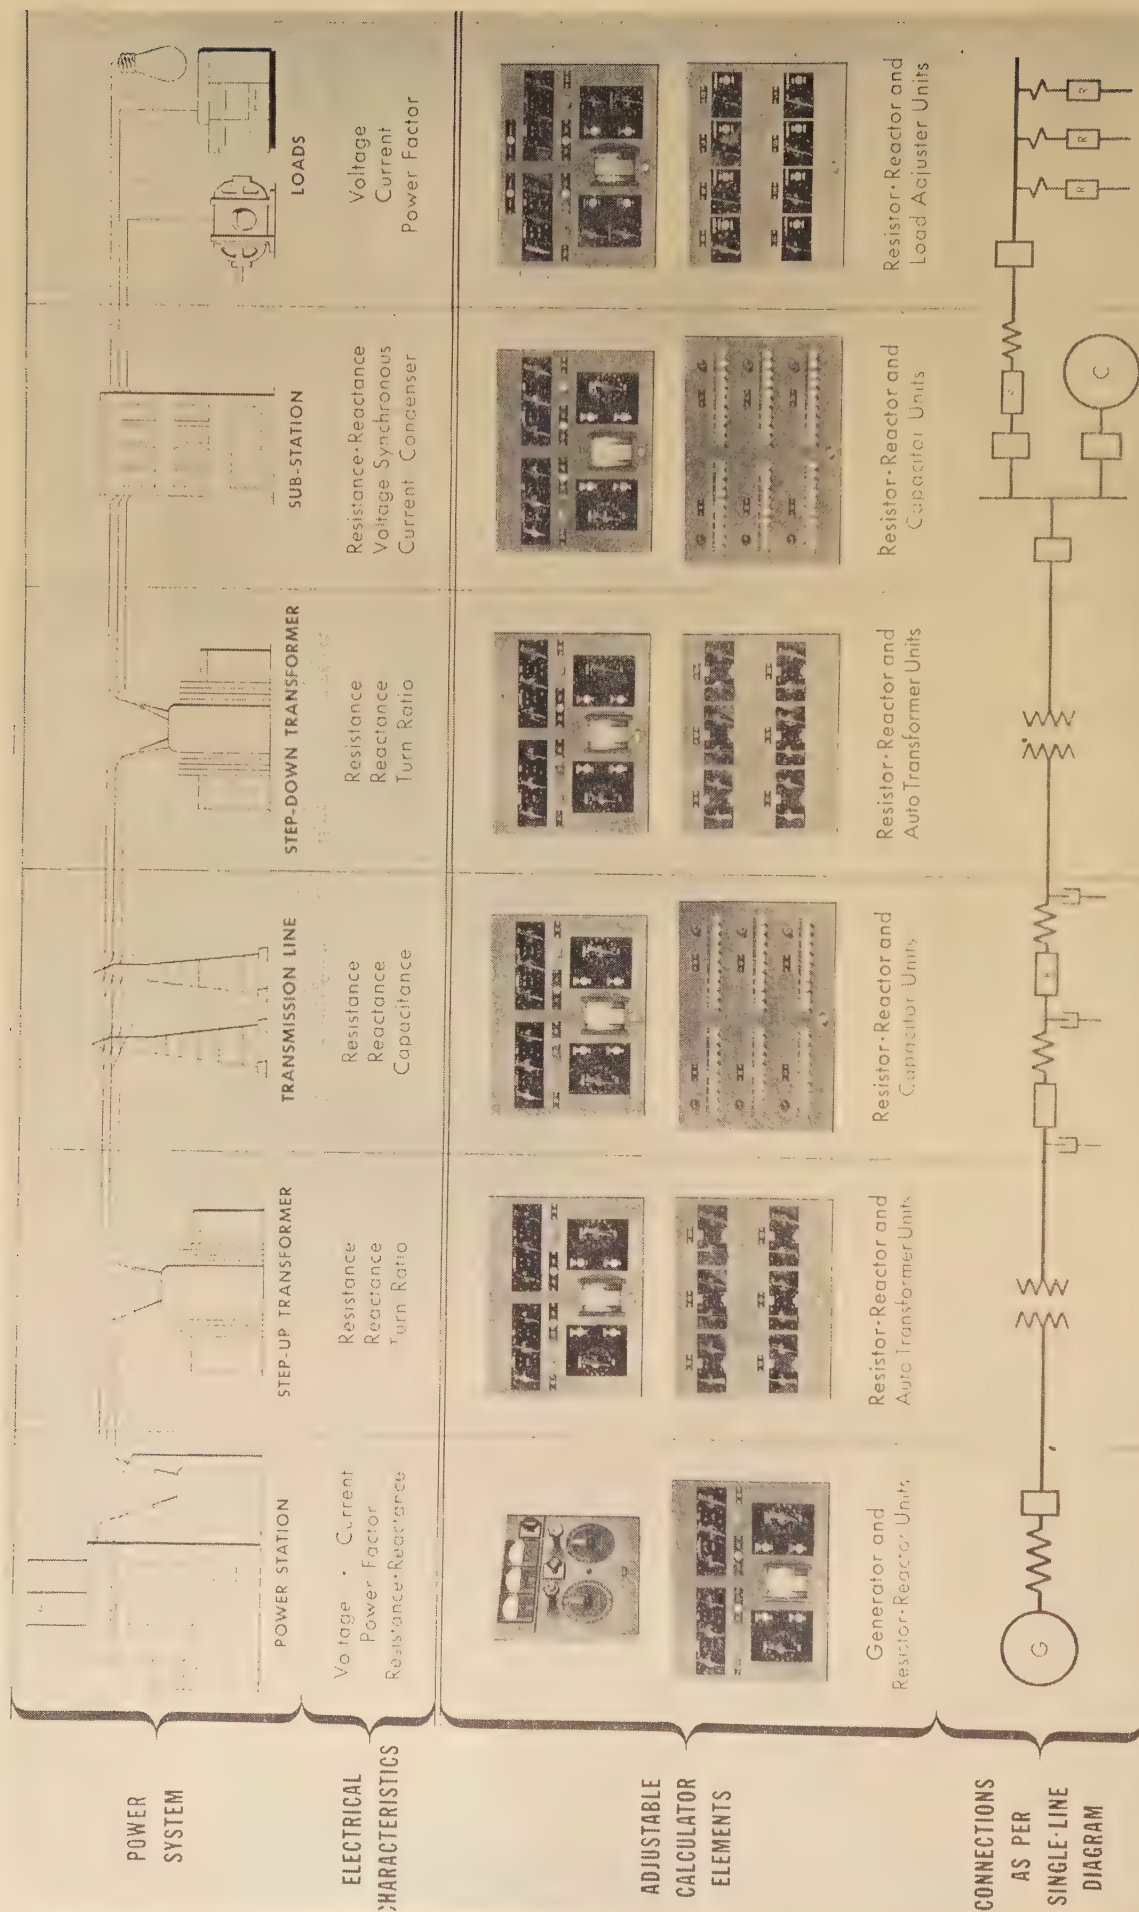 POWER
SYSTEM
POWER STATION
STEP-UP TRANSFORMER
TRANSMISSION LINE
STEP-DOWN TRANSFORMER
SUB-STATION
LOADS
ELECTRICAL
CHARACTERISTICS
Voltage · Current
Power Factor
Resistance·Reactance
Resistance
Reactance
Turn Ratio
Resistance
Reactance
Capacitance
Resistance
Reactance
Turn Ratio
Resistance·Reactance
Voltage Synchronous
Current Condenser
Voltage
Current
Power Factor
ADJUSTABLE
CALCULATOR
ELEMENTS
Generator and
Resistor·Reactor Units
Resistor·Reactor and
Auto Transformer Units
Resistor·Reactor and
Capacitor Units
Resistor·Reactor and
Auto Transformer Units
Resistor·Reactor and
Capacitor Units
Resistor·Reactor and
Load Adjuster Units
CONNECTIONS
AS PER
SINGLE·LINE
DIAGRAM
G
C
R
R
R